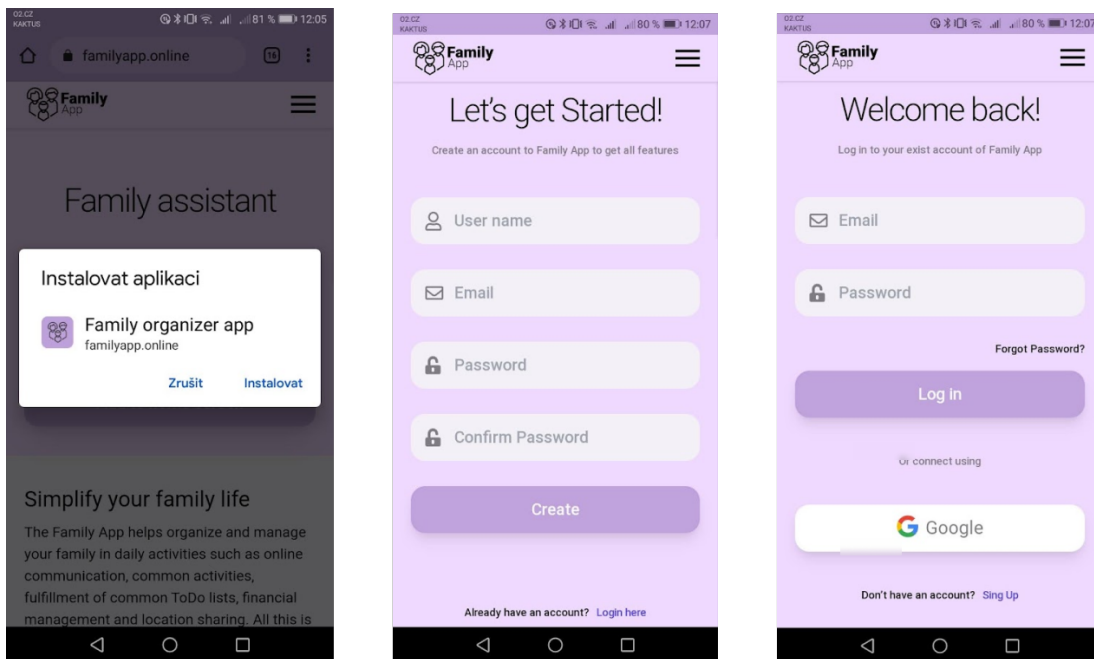 O2.CZ
KAKTUS
81 % 12:05
familyapp.online
16
Family
App
Family assistant
Instalovat aplikaci
Family organizer app
familyapp.online
Zrušit Instalovat
Simplify your family life
The Family App helps organize and manage
your family in daily activities such as online
communication, common activities,
fulfillment of common ToDo lists, financial
management and location sharing. All this is
O2.CZ
KAKTUS
80 % 12:07
Family
App
Let's get Started!
Create an account to Family App to get all features
User name
Email
Password
Confirm Password
Create
Already have an account? Login here
O2.CZ
KAKTUS
80 % 12:07
Family
App
Welcome back!
Log in to your exist account of Family App
Email
Password
Forgot Password?
Log in
Or connect using
Google
Don't have an account? Sing Up